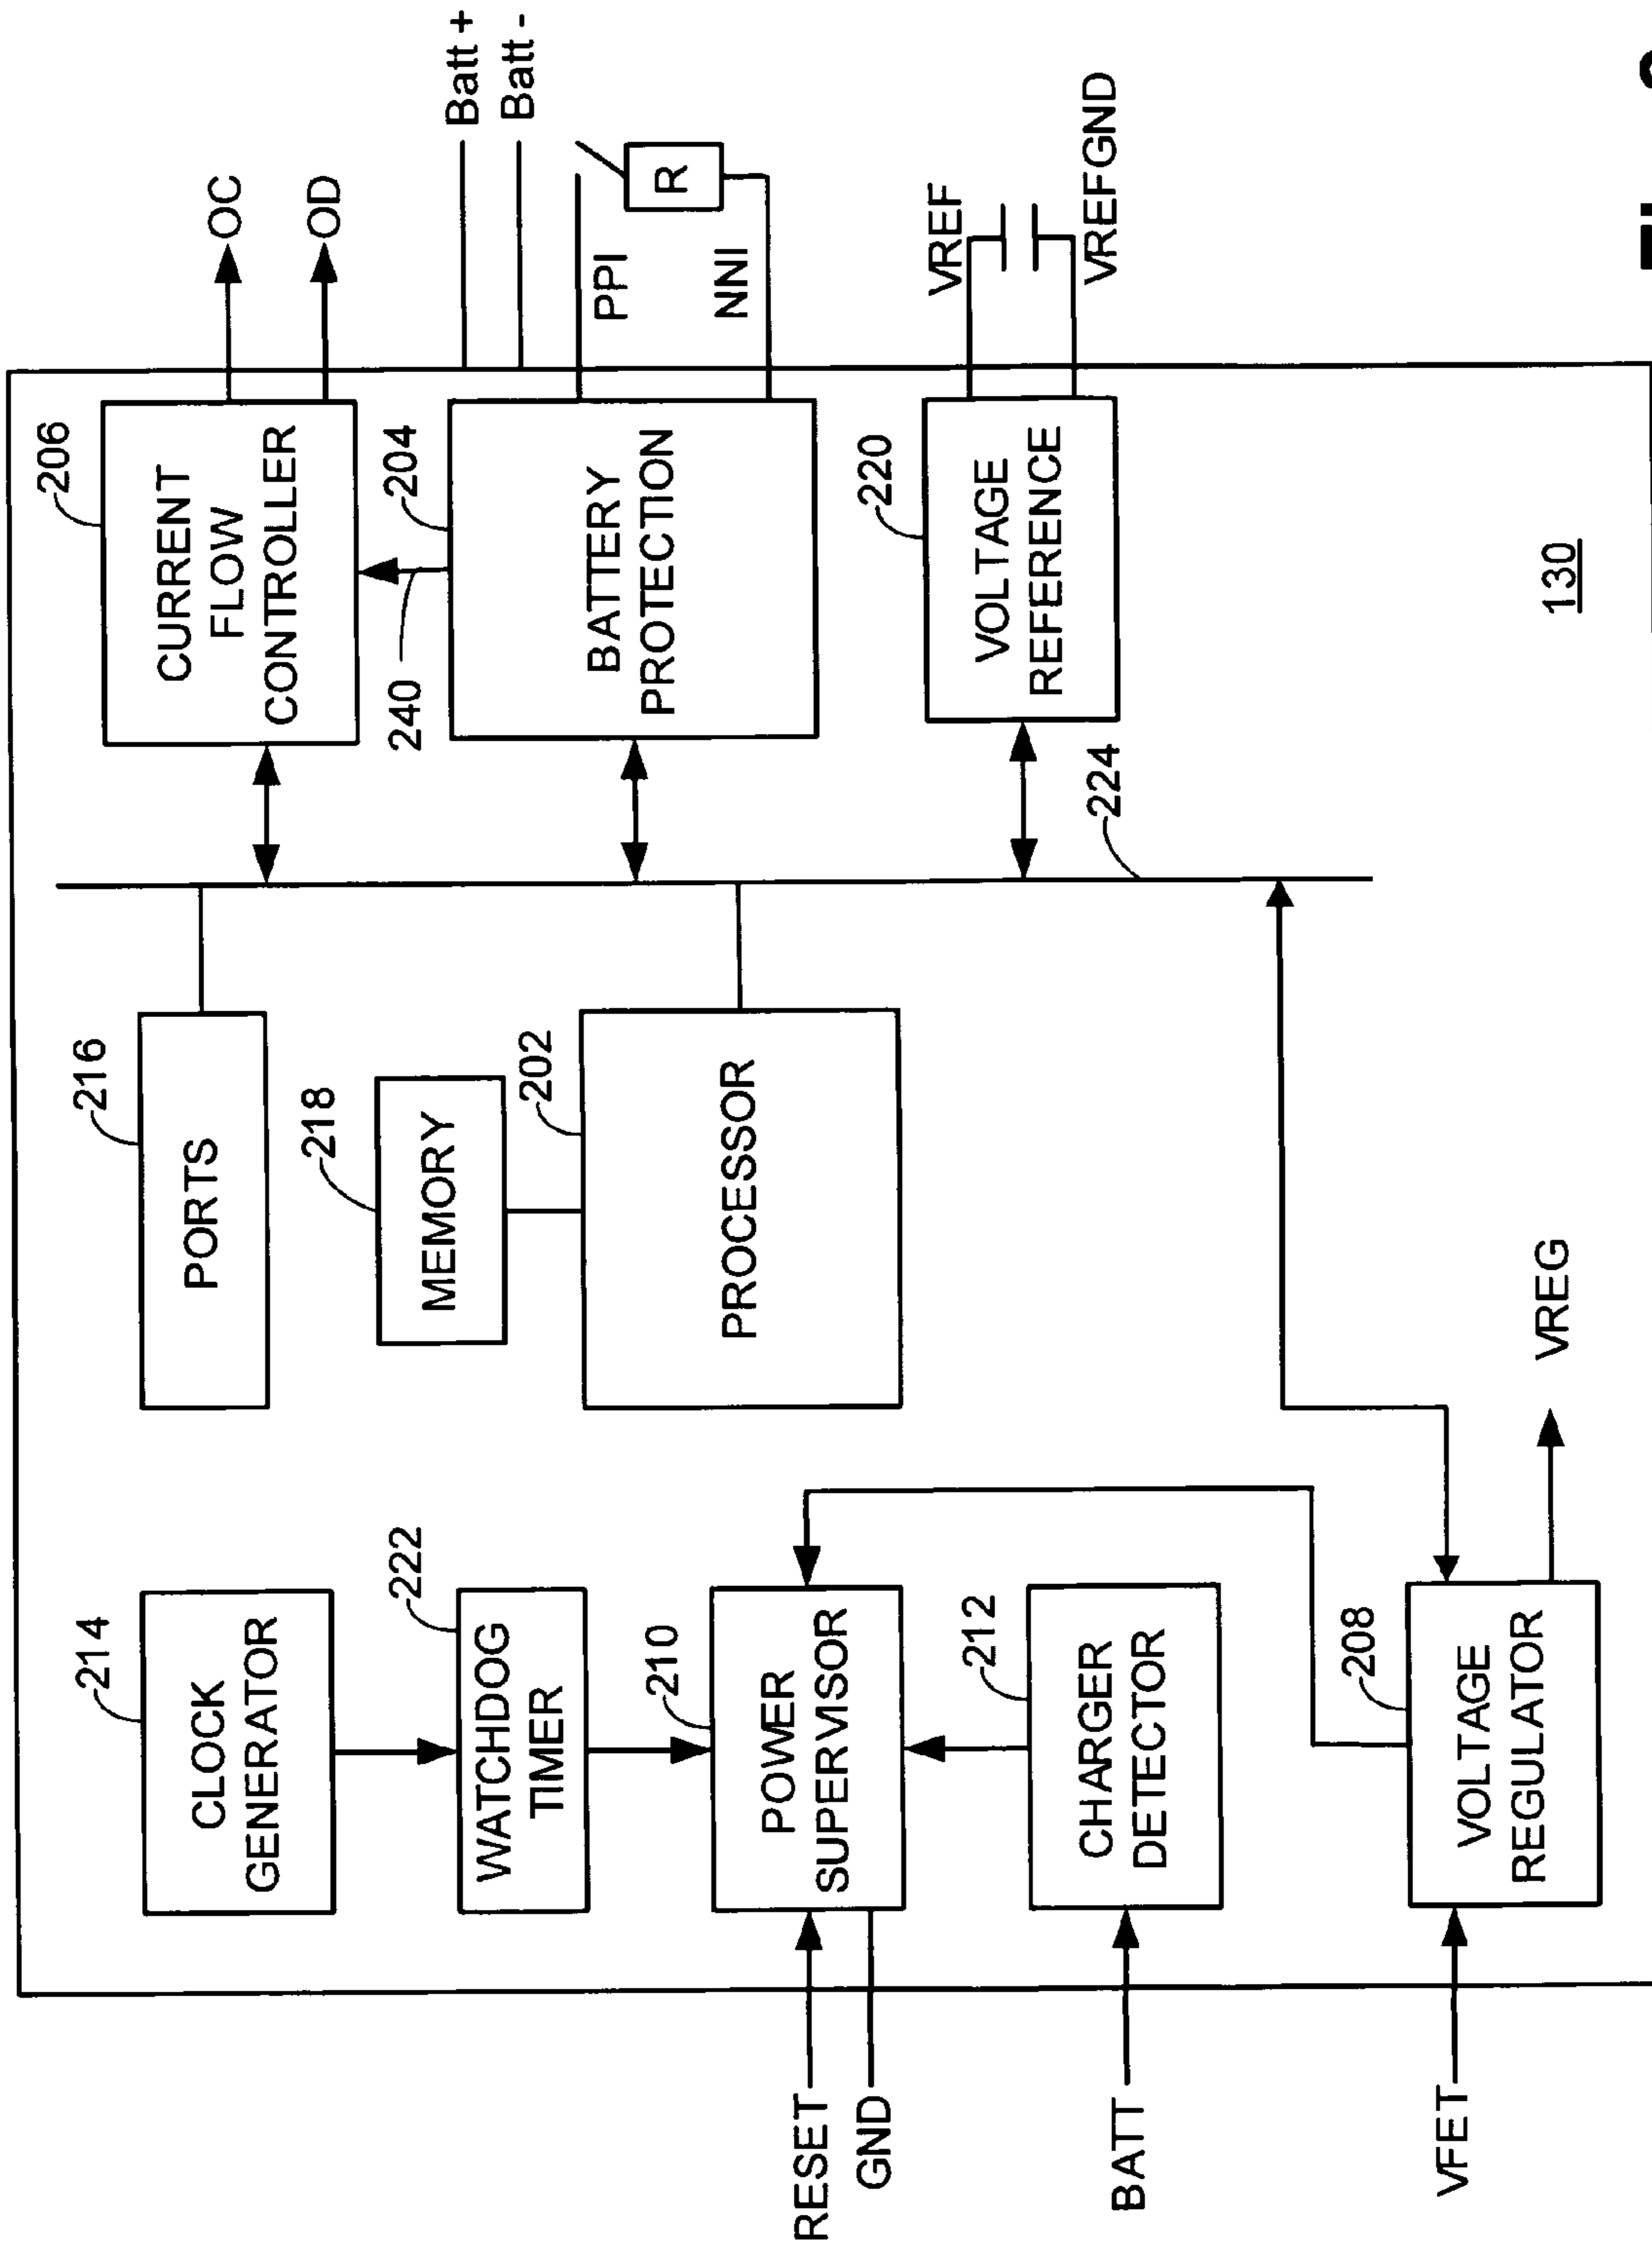 214
CLOCK
GENERATOR
222
WATCHDOG
TIMER
210
POWER
SUPERVISOR
212
CHARGER
DETECTOR
208
VOLTAGE
REGULATOR
RESET
GND
BATT
VFET
VREG
216
PORTS
218
MEMORY
202
PROCESSOR
224
206
CURRENT
FLOW
CONTROLLER
240
204
BATTERY
PROTECTION
220
VOLTAGE
REFERENCE
130
OC
OD
Batt +
Batt -
PPI
R
NNI
VREF
VREFGND